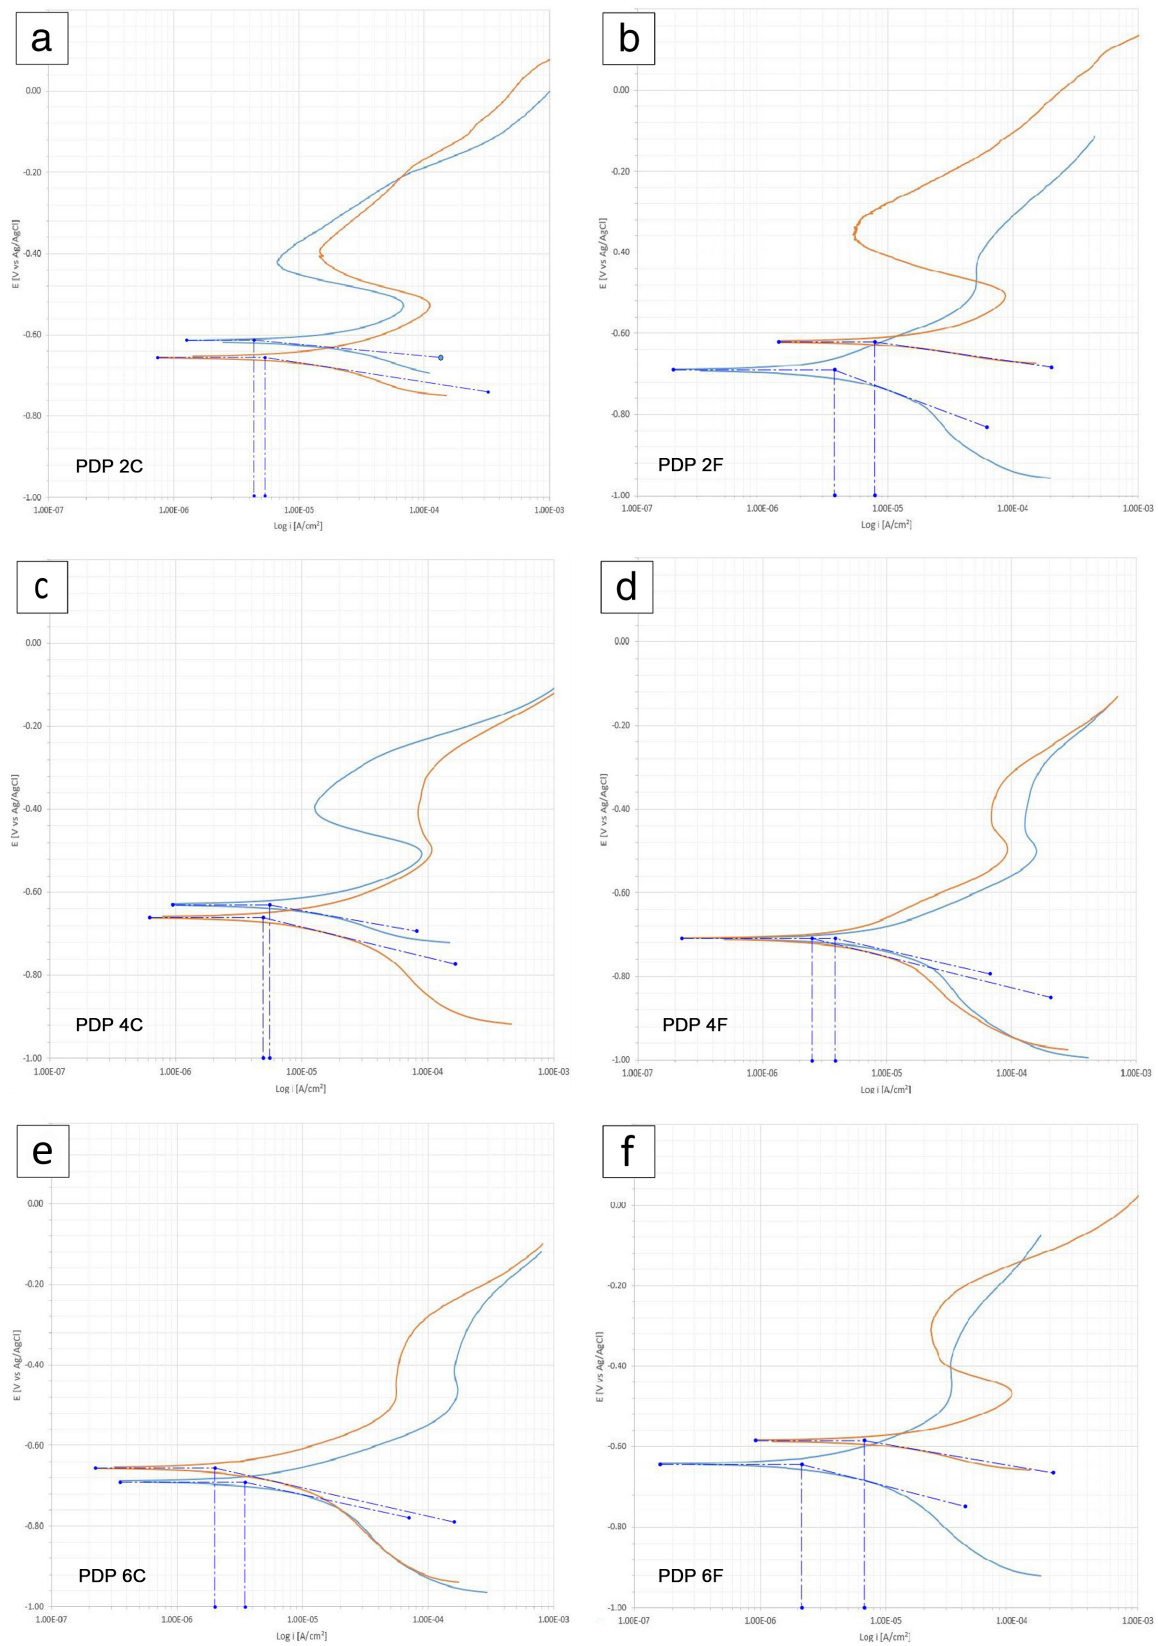 a
0.00
-0.20
-0.40
-0.60
-0.80
-1.00
E [V vs Ag/AgCl]
PDP 2C
1.00E-07 1.00E-06 1.00E-05 1.00E-04 1.00E-03
Log i [A/cm²]
b
0.00
-0.20
0.40
-0.60
-0.80
-1.00
E [V vs Ag/AgCl]
PDP 2F
1.00E-07 1.00E-06 1.00E-05 1.00E-04 1.00E-03
Log i [A/cm²]
c
0.00
-0.20
-0.40
-0.60
-0.80
-1.00
E [V vs Ag/AgCl]
PDP 4C
1.00E-07 1.00E-06 1.00E-05 1.00E-04 1.00E-03
Log i [A/cm²]
d
0.00
-0.20
-0.40
-0.60
-0.80
-1.00
E [V vs Ag/AgCl]
PDP 4F
1.00E-07 1.00E-06 1.00E-05 1.00E-04 1.00E-03
Log i [A/cm²]
e
0.00
-0.20
-0.40
-0.60
-0.80
-1.00
E [V vs Ag/AgCl]
PDP 6C
1.00E-07 1.00E-06 1.00E-05 1.00E-04 1.00E-03
Log i [A/cm²]
f
0.00
-0.20
-0.40
-0.50
-0.80
-1.00
E [V vs Ag/AgCl]
PDP 6F
1.00E-07 1.00E-06 1.00E-05 1.00E-04 1.00E-03
Log i [A/cm²]